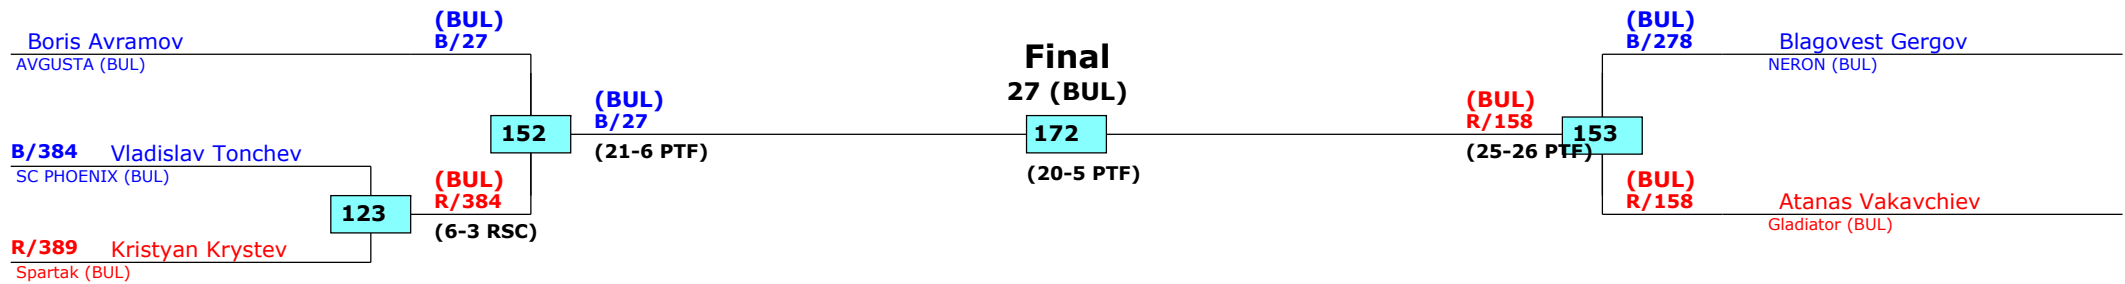 (BUL)
B/27
Boris Avramov
AVGUSTA (BUL)
B/384 Vladislav Tonchev
SC PHOENIX (BUL)
123
R/389 Kristyan Krystev
Spartak (BUL)
(BUL)
R/384
(6-3 RSC)
152
(BUL)
B/27
(21-6 PTF)
Final
27 (BUL)
172
(20-5 PTF)
(BUL)
R/158
(25-26 PTF)
153
(BUL)
B/278
Blagovest Gergov
NERON (BUL)
(BUL)
R/158
Atanas Vakavchiev
Gladiator (BUL)